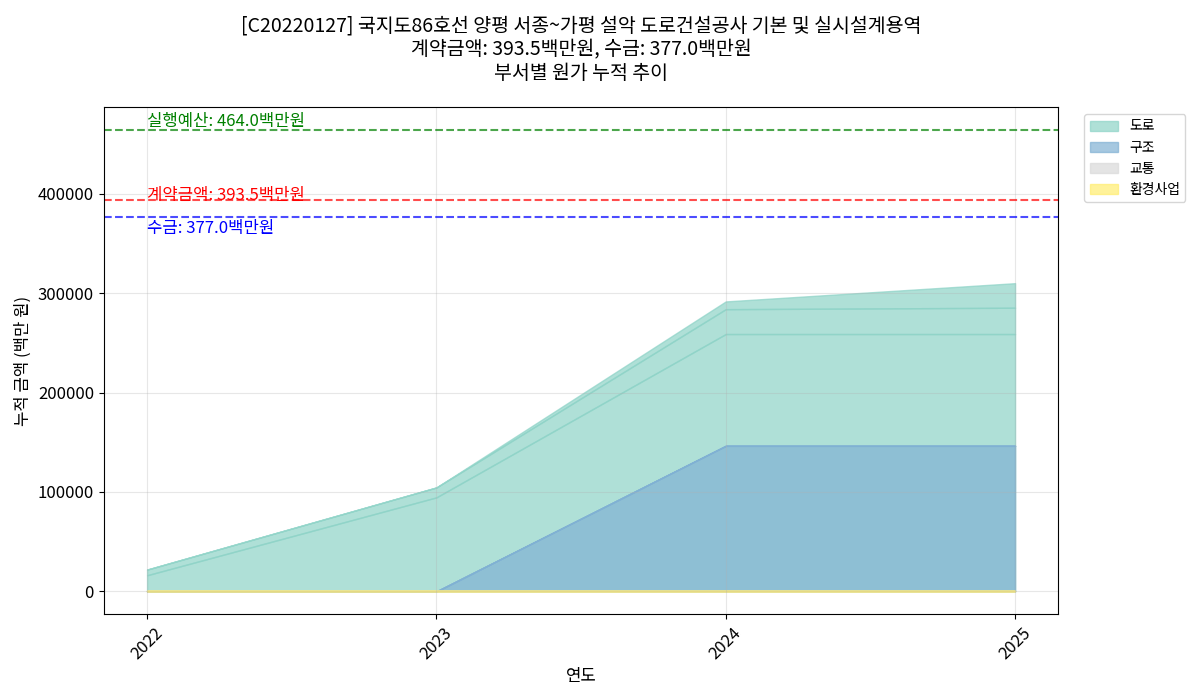 [C20220127] 국지도86호선 양평 서종~가평 설악 도로건설공사 기본 및 실시설계용역
계약금액: 393.5백만원, 수금: 377.0백만원
부서별 원가 누적 추이
실행예산: 464.0백만원
계약금액: 393.5백만원
수금: 377.0백만원
도로
구조
교통
환경사업
누적 금액 (백만 원)
400000
300000
200000
100000
0
2022
2023
2024
2025
연도